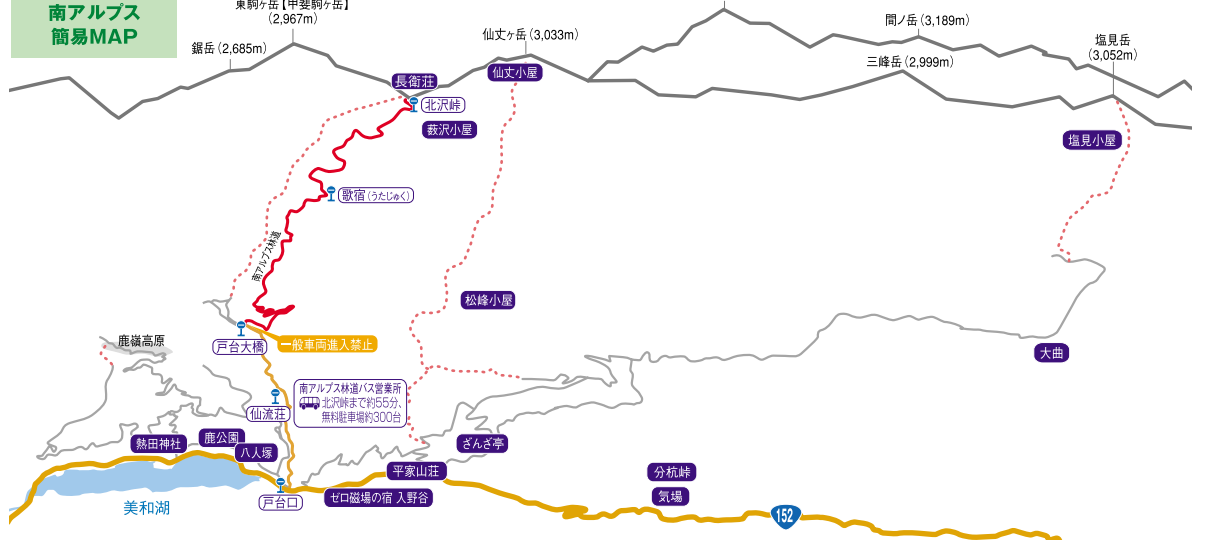 南アルプス
簡易MAP
東駒ヶ岳【甲斐駒ヶ岳】
(2,967m)
鋸岳(2,685m)
仙丈ヶ岳(3,033m)
間ノ岳(3,189m)
塩見岳
(3,052m)
三峰岳(2,999m)
仙丈小屋
長衛荘
北沢峠
薮沢小屋
塩見小屋
歌宿(うたじゅく)
南アルプス林道
松峰小屋
鹿嶺高原
戸台大橋
一般車両進入禁止
大曲
南アルプス林道バス営業所
北沢峠まで約55分、
無料駐車場約300台
仙流荘
熱田神社
鹿公園
八人塚
ざんざ亭
平家山荘
分杭峠
気場
ゼロ磁場の宿 入野谷
戸台口
美和湖
152